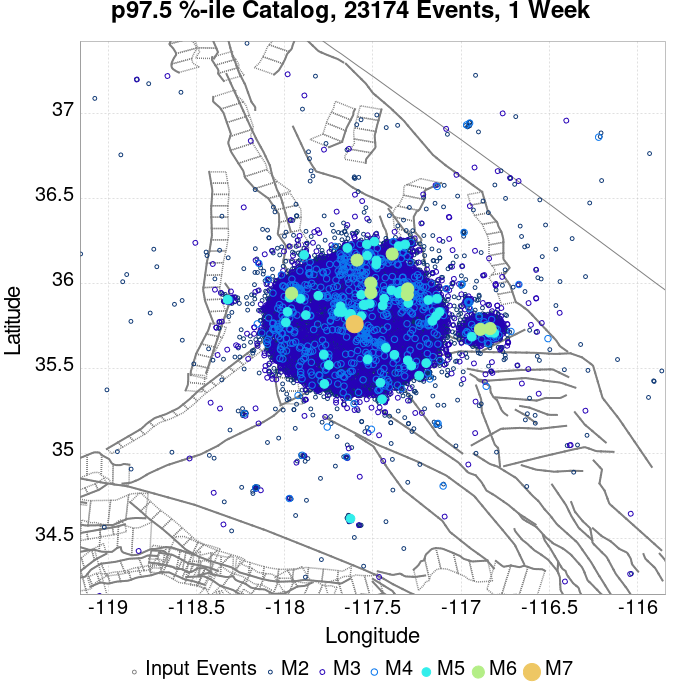 p97.5 %-ile Catalog, 23174 Events, 1 Week
37
36.5
36
35.5
35
34.5
Latitude
-119 -118.5 -118 -117.5 -117 -116.5 -116
Longitude
Input Events M2 M3 M4 M5 M6 M7